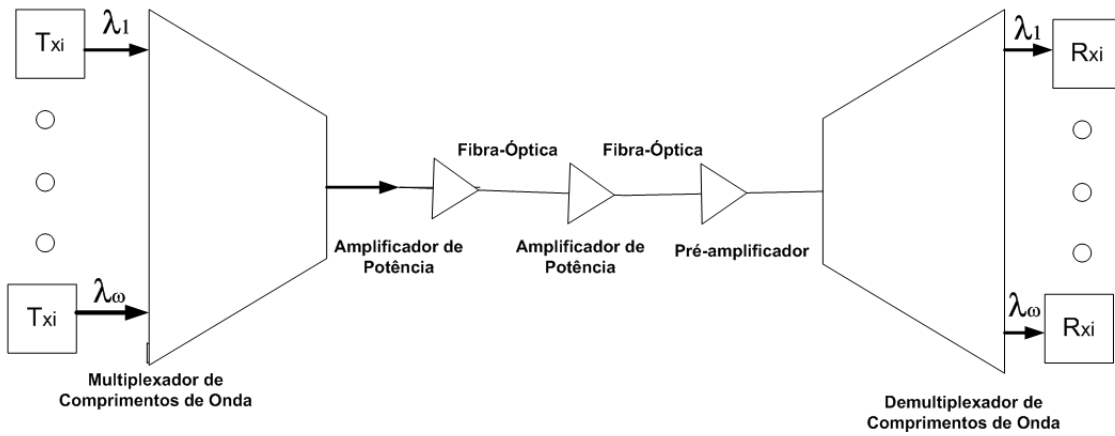 Txi
λ1
λ1
Rxi
Fibra-Óptica
Fibra-Óptica
Amplificador de
Potência
Amplificador de
Potência
Pré-amplificador
Txi
λω
λω
Rxi
Multiplexador de
Comprimentos de Onda
Demultiplexador de
Comprimentos de Onda